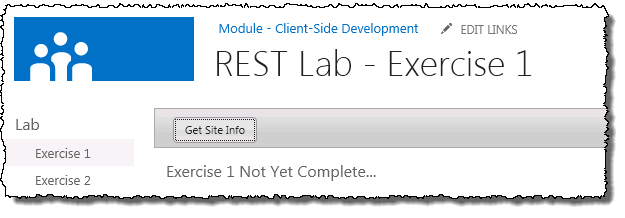 Module - Client-Side Development
EDIT LINKS
REST Lab - Exercise 1
Lab
Get Site Info
Exercise 1
Exercise 1 Not Yet Complete...
Exercise 2